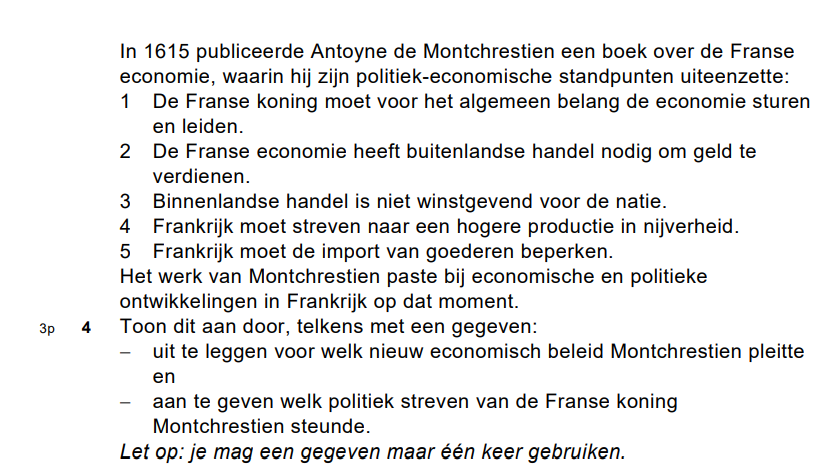 In 1615 publiceerde Antoyne de Montchrestien een boek over de Franse
economie, waarin hij zijn politiek-economische standpunten uiteenzette:
1 De Franse koning moet voor het algemeen belang de economie sturen
en leiden.
2 De Franse economie heeft buitenlandse handel nodig om geld te
verdienen.
3 Binnenlandse handel is niet winstgevend voor de natie.
4 Frankrijk moet streven naar een hogere productie in nijverheid.
5 Frankrijk moet de import van goederen beperken.
Het werk van Montchrestien paste bij economische en politieke
ontwikkelingen in Frankrijk op dat moment.
3p 4 Toon dit aan door, telkens met een gegeven:
– uit te leggen voor welk nieuw economisch beleid Montchrestien pleitte
en
– aan te geven welk politiek streven van de Franse koning
Montchrestien steunde.
Let op: je mag een gegeven maar één keer gebruiken.